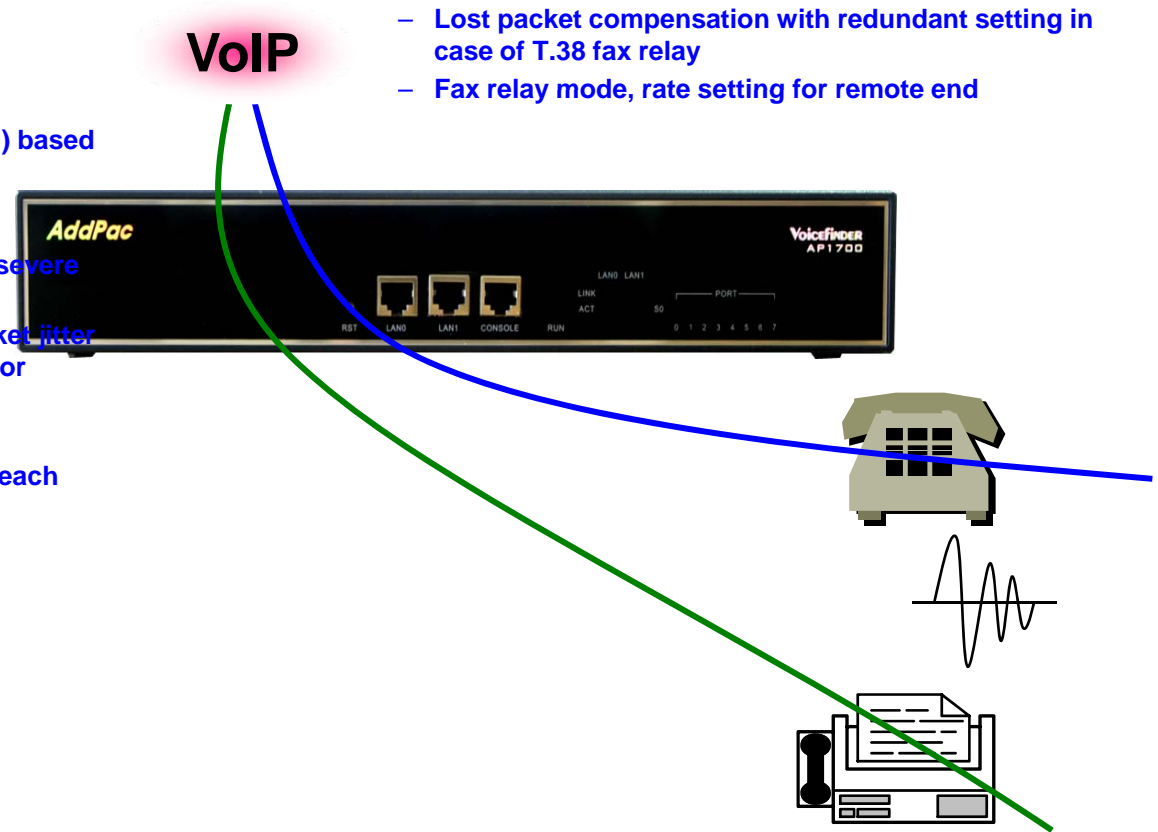 – Lost packet compensation with redundant setting in
case of T.38 fax relay
– Fax relay mode, rate setting for remote end
VoIP
) based
severe
ket jitter
or
each
AddPac
VoiceFinder
AP1700
LAN0 LAN1
LINK
ACT
PORT
S0
RST LAN0 LAN1 CONSOLE RUN
0 1 2 3 4 5 6 7